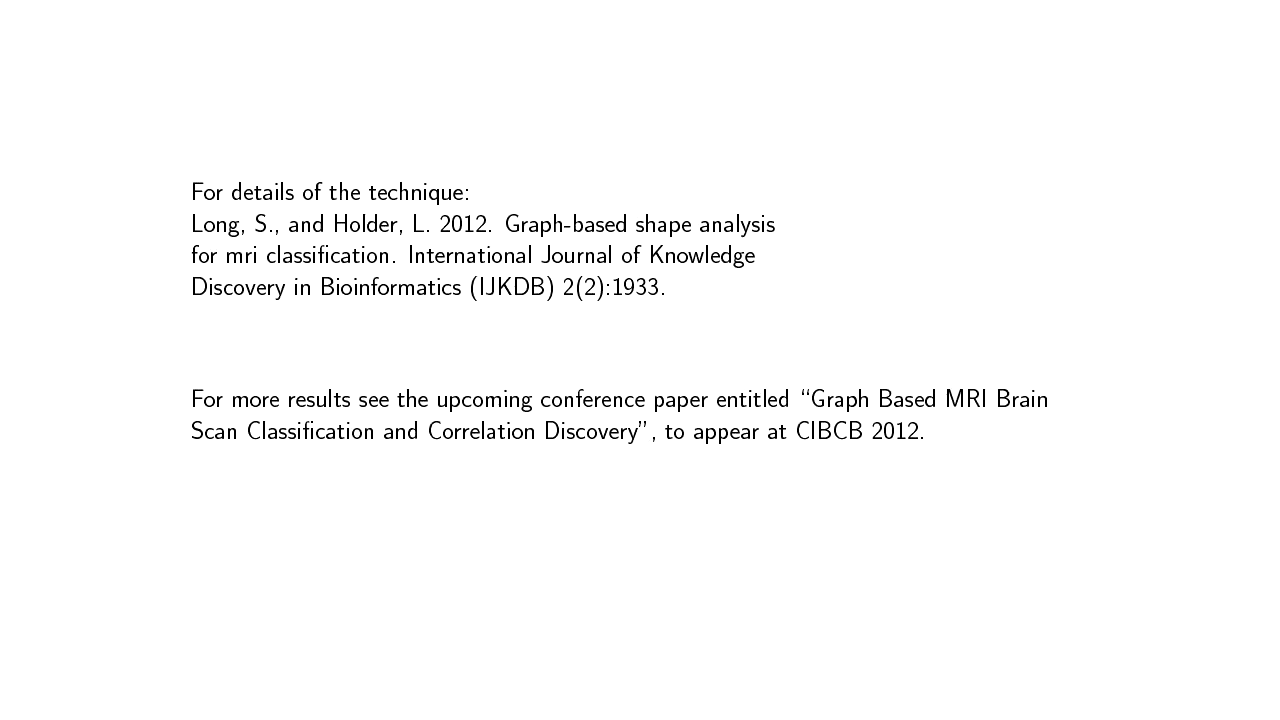 For details of the technique:
Long, S., and Holder, L. 2012. Graph-based shape analysis
for mri classification. International Journal of Knowledge
Discovery in Bioinformatics (IJKDB) 2(2):1933.
For more results see the upcoming conference paper entitled “Graph Based MRI Brain
Scan Classification and Correlation Discovery”, to appear at CIBCB 2012.